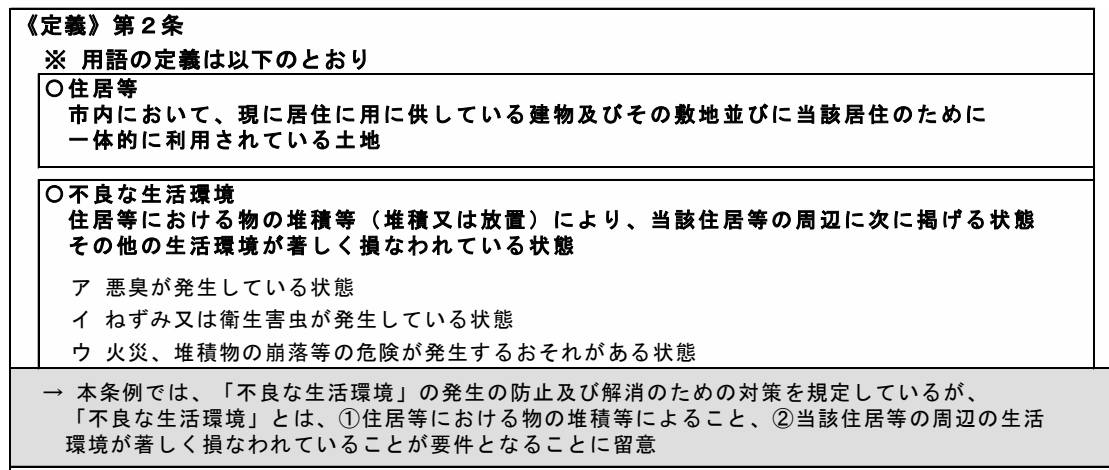 《定義》第２条
※ 用語の定義は以下のとおり
〇住居等
市内において、現に居住に用に供している建物及びその敷地並びに当該居住のために
一体的に利用されている土地
〇不良な生活環境
住居等における物の堆積等（堆積又は放置）により、当該住居等の周辺に次に掲げる状態
その他の生活環境が著しく損なわれている状態
ア 悪臭が発生している状態
イ ねずみ又は衛生害虫が発生している状態
ウ 火災、堆積物の崩落等の危険が発生するおそれがある状態
→ 本条例では、「不良な生活環境」の発生の防止及び解消のための対策を規定しているが、
「不良な生活環境」とは、①住居等における物の堆積等によること、②当該住居等の周辺の生活
環境が著しく損なわれていることが要件となることに留意